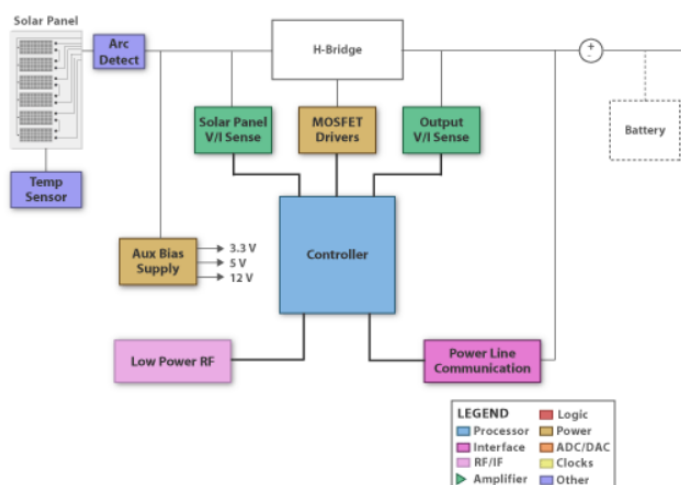 Solar Panel
Arc
Detect
H-Bridge
+
-
Solar Panel
V/I Sense
MOSFET
Drivers
Output
V/I Sense
Battery
Temp
Sensor
Aux Bias
Supply
3.3 V
5 V
12 V
Controller
Low Power RF
Power Line
Communication
LEGEND
Processor
Interface
RF/IF
Amplifier
Logic
Power
ADC/DAC
Clocks
Other